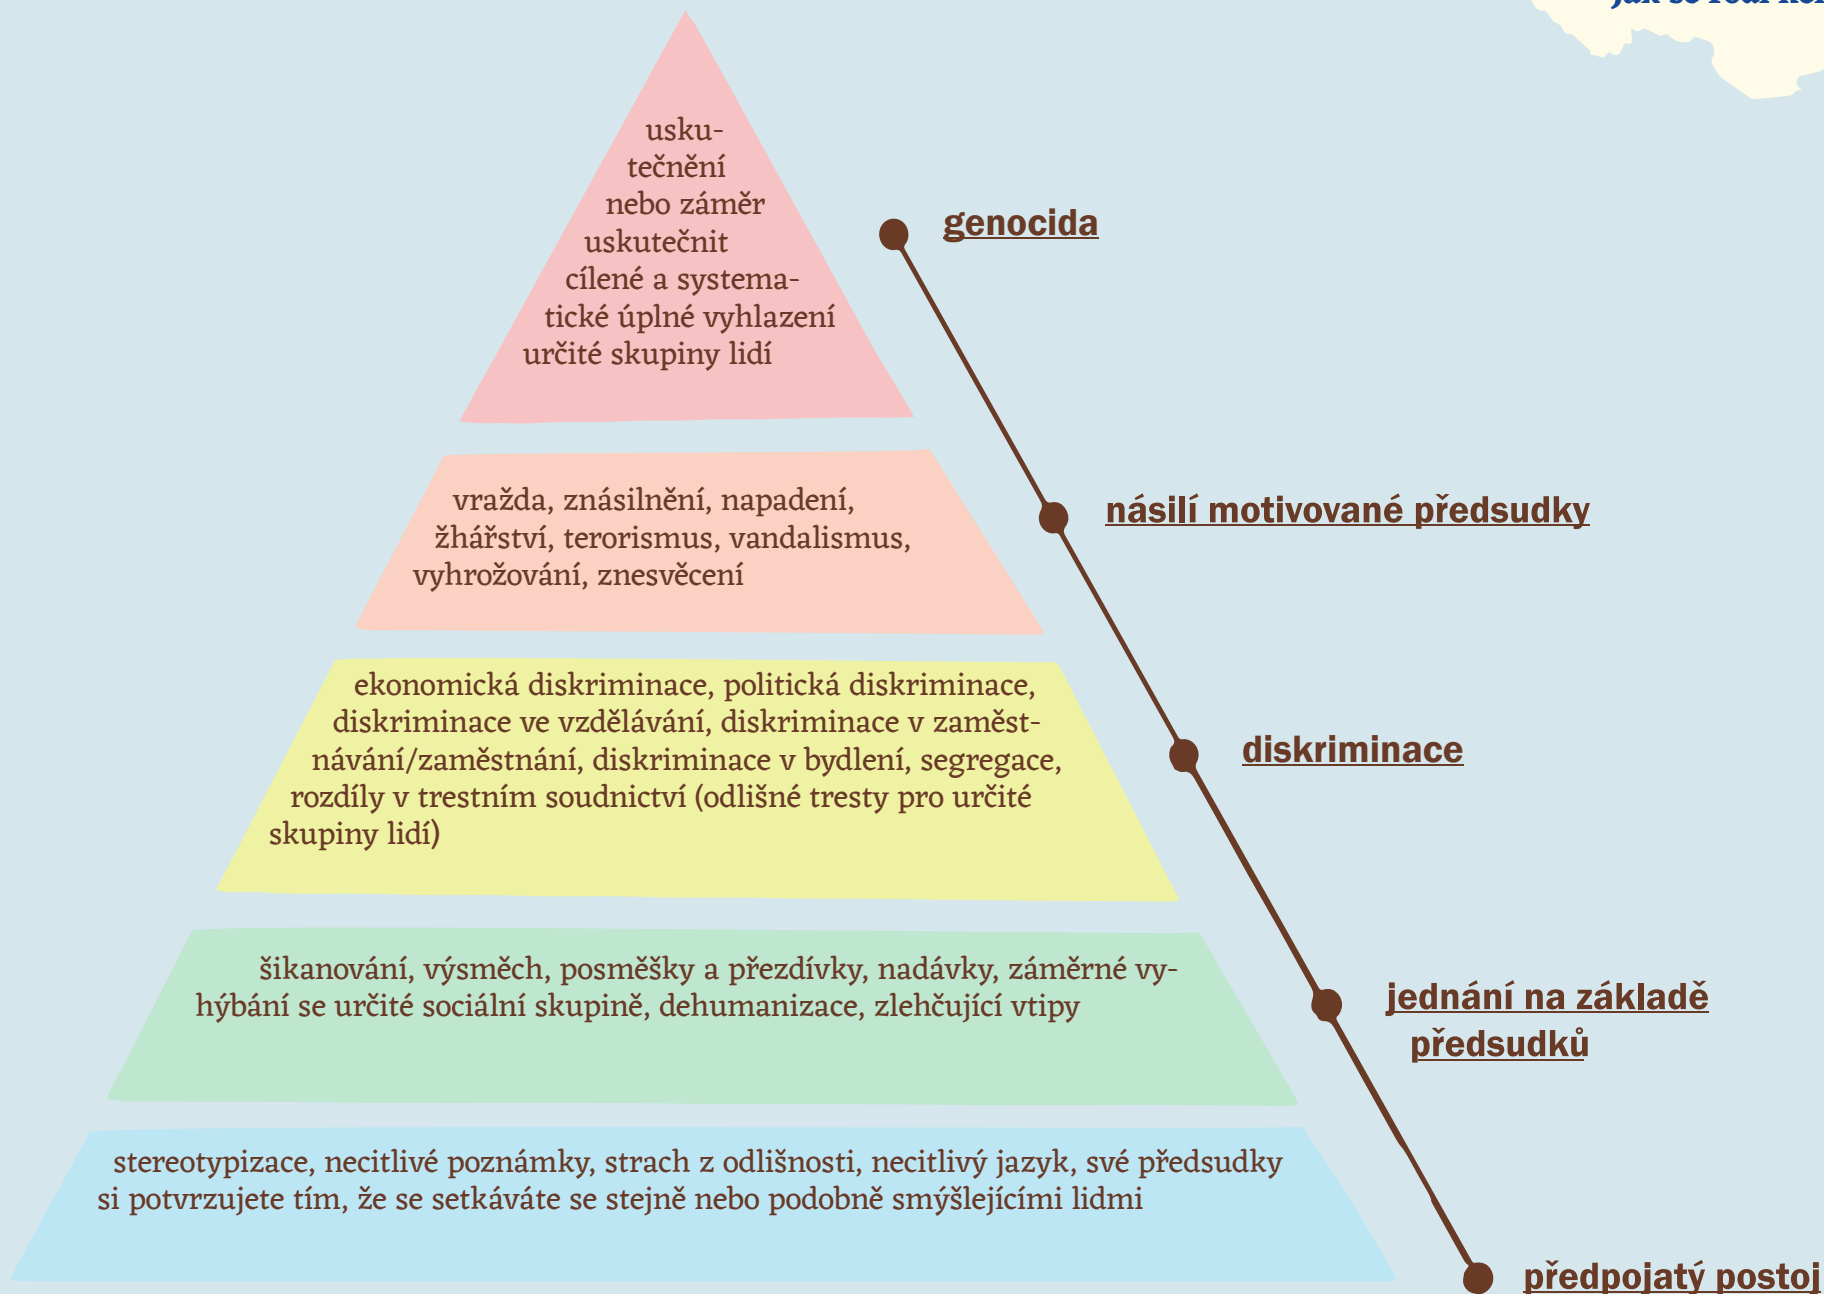 usku-
tečnění
nebo záměr
uskutečnit
cílené a systema-
tické úplné vyhlazení
určité skupiny lidí
genocida
vražda, znásilnění, napadení,
žhářství, terorismus, vandalismus,
vyhrožování, znesvěcení
násilí motivované předsudky
ekonomická diskriminace, politická diskriminace,
diskriminace ve vzdělávání, diskriminace v zaměst-
návání/zaměstnání, diskriminace v bydlení, segregace,
rozdíly v trestním soudnictví (odlišné tresty pro určité
skupiny lidí)
diskriminace
šikanování, výsměch, posměšky a přezdívky, nadávky, záměrné vy-
hýbání se určité sociální skupině, dehumanizace, zlehčující vtipy
jednání na základě
předsudků
stereotypizace, necitlivé poznámky, strach z odlišnosti, necitlivý jazyk, své předsudky
si potvrzujete tím, že se setkáváte se stejně nebo podobně smýšlejícími lidmi
předpojatý postoj